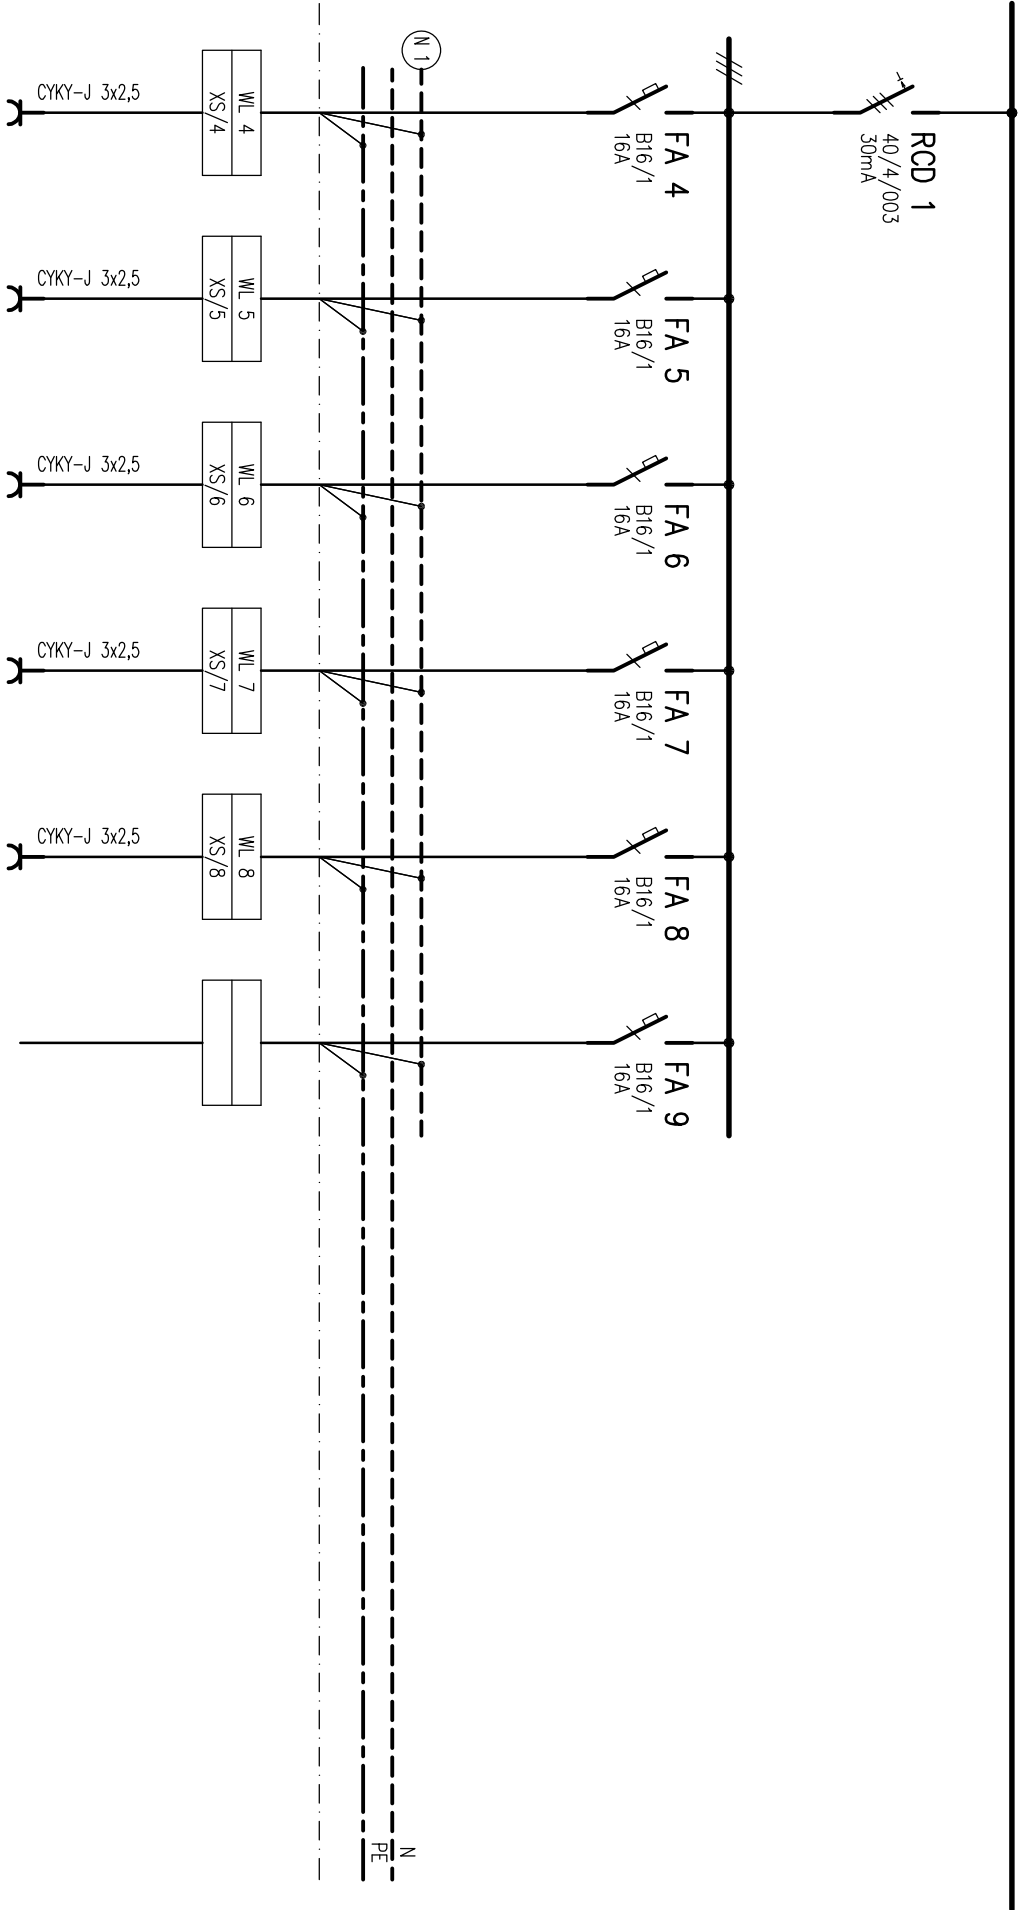 RCD 1
40/4/003
30mA
FA 4
B16/1
16A
FA 5
B16/1
16A
FA 6
B16/1
16A
FA 7
B16/1
16A
FA 8
B16/1
16A
FA 9
B16/1
16A
N 1
N
PE
WL 4
XS/4
WL 5
XS/5
WL 6
XS/6
WL 7
XS/7
WL 8
XS/8
CYKY-J 3x2,5
CYKY-J 3x2,5
CYKY-J 3x2,5
CYKY-J 3x2,5
CYKY-J 3x2,5